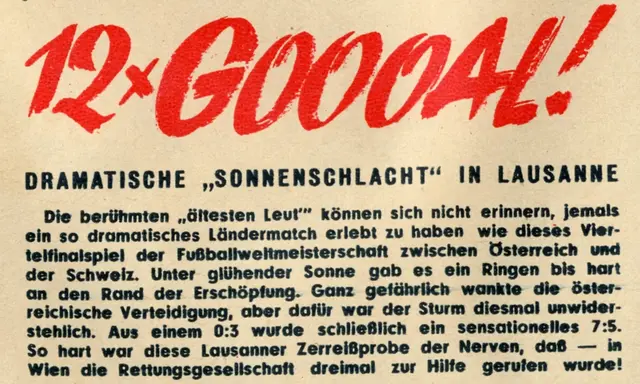 12 x GOOOAL!
DRAMATISCHE „SONNENSCHLACHT“ IN LAUSANNE
Die berühmten „ältesten Leut'“ können sich nicht erinnern, jemals
ein so dramatisches Ländermatch erlebt zu haben wie dieses Vier-
telfinalspiel der Fußballweltmeisterschaft zwischen Österreich und
der Schweiz. Unter glühender Sonne gab es ein Ringen bis hart
an den Rand der Erschöpfung. Ganz gefährlich wankte die öster-
reichische Verteidigung, aber dafür war der Sturm diesmal unwider-
stehlich. Aus einem 0:3 wurde schließlich ein sensationelles 7:5.
So hart war diese Lausanner Zerreißprobe der Nerven, daß — in
Wien die Rettungsgesellschaft dreimal zur Hilfe gerufen wurde!